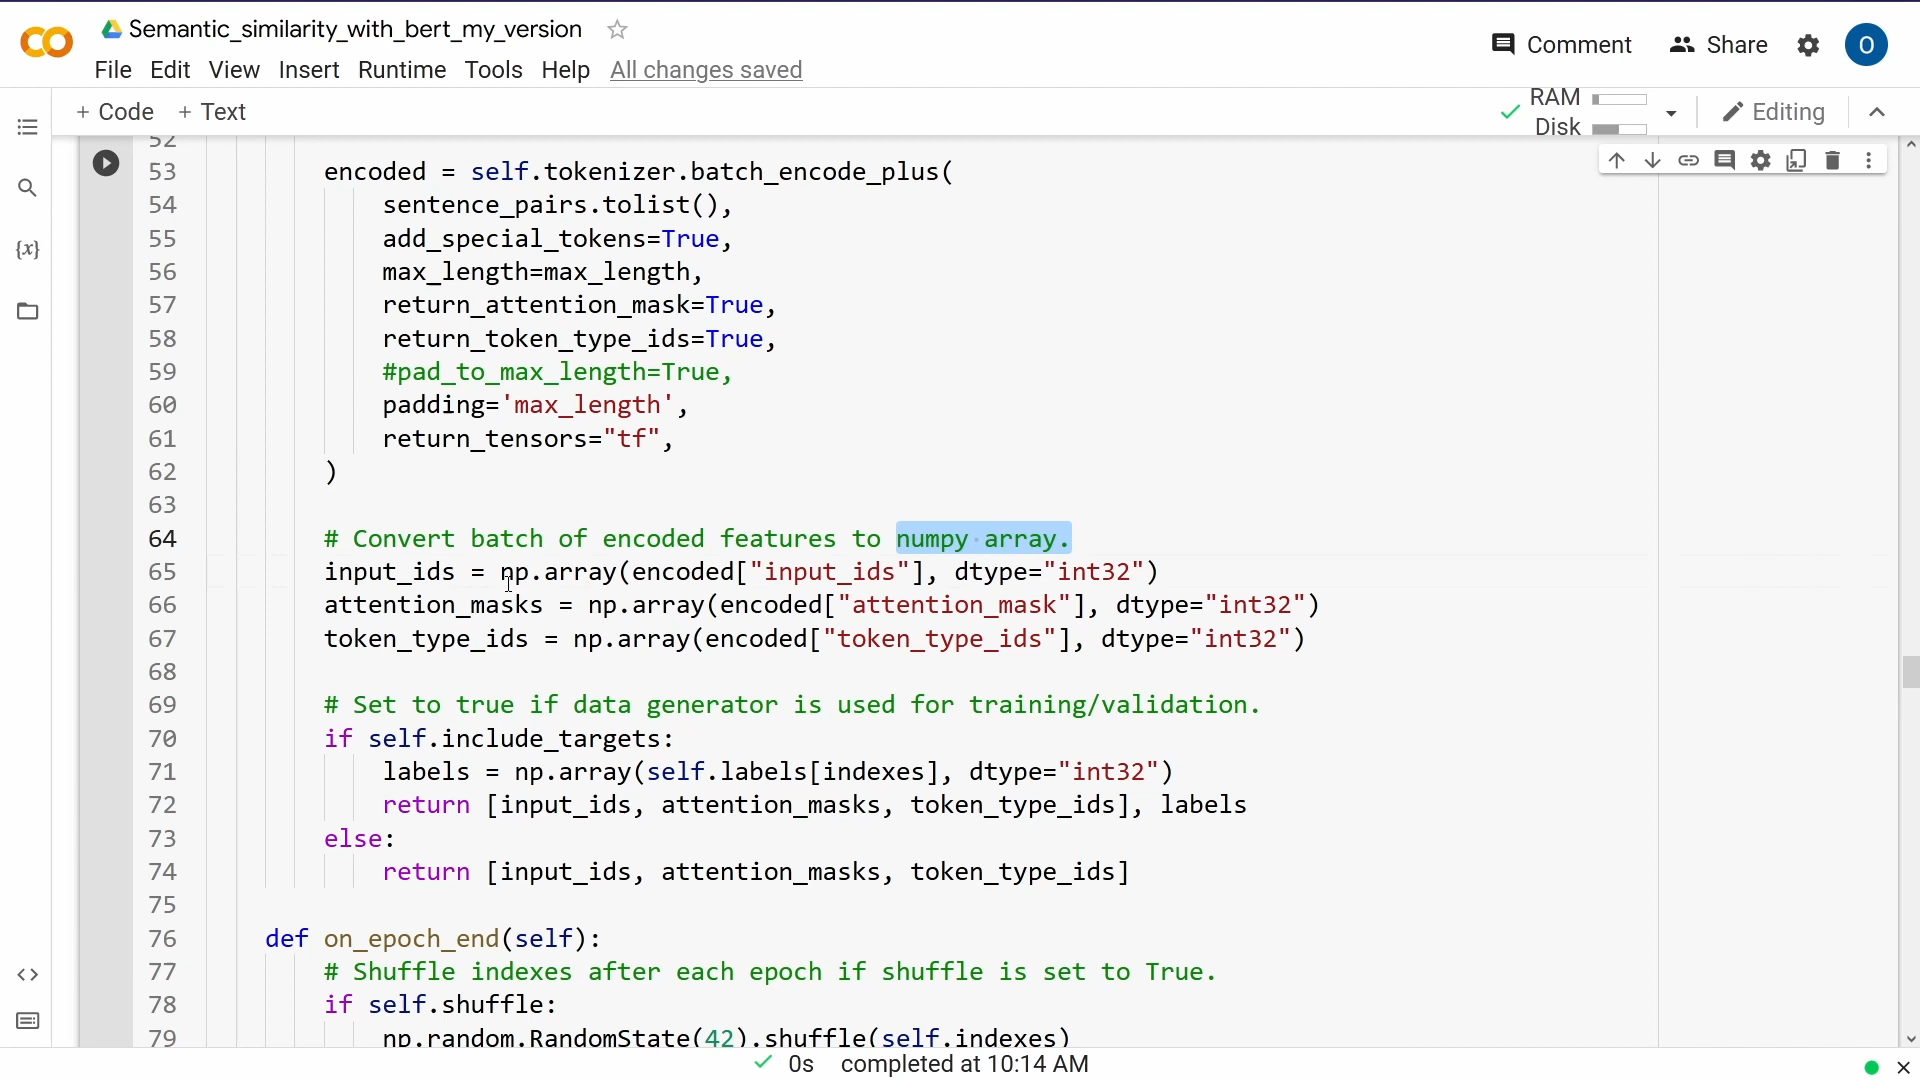 Semantic_similarity_with_bert_my_version
Comment
Share
O
File Edit View Insert Runtime Tools Help All changes saved
+ Code + Text
RAM
Disk
Editing
{x}
52
53 encoded = self.tokenizer.batch_encode_plus(
54 sentence_pairs.tolist(),
55 add_special_tokens=True,
56 max_length=max_length,
57 return_attention_mask=True,
58 return_token_type_ids=True,
59 #pad_to_max_length=True,
60 padding='max_length',
61 return_tensors="tf",
62 )
63
64 # Convert batch of encoded features to numpy array.
65 input_ids = np.array(encoded["input_ids"], dtype="int32")
66 attention_masks = np.array(encoded["attention_mask"], dtype="int32")
67 token_type_ids = np.array(encoded["token_type_ids"], dtype="int32")
68
69 # Set to true if data generator is used for training/validation.
70 if self.include_targets:
71 labels = np.array(self.labels[indexes], dtype="int32")
72 return [input_ids, attention_masks, token_type_ids], labels
73 else:
74 return [input_ids, attention_masks, token_type_ids]
75
76 def on_epoch_end(self):
77 # Shuffle indexes after each epoch if shuffle is set to True.
78 if self.shuffle:
79 np.random.RandomState(42).shuffle(self.indexes)
0s completed at 10:14 AM